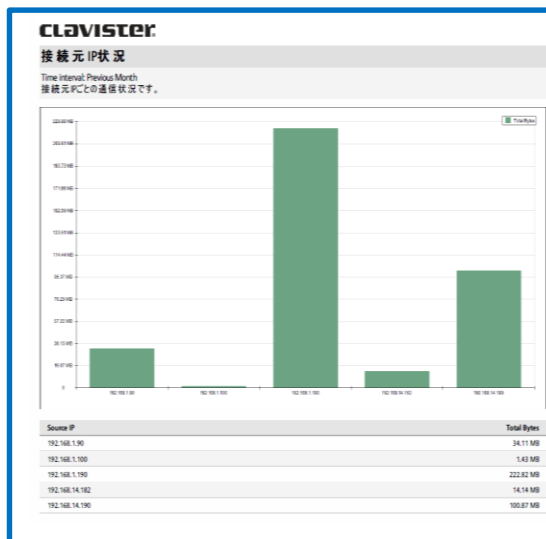 CLAVISTER
接続元IP状況
Time interval: Previous Month
接続元IPごとの通信状況です。
Total Bytes
0
192.168.1.90 192.168.1.100 192.168.1.190 192.168.14.182 192.168.14.190
Source IP Total Bytes
192.168.1.90 34.11 MB
192.168.1.100 1.43 MB
192.168.1.190 222.82 MB
192.168.14.182 14.14 MB
192.168.14.190 100.87 MB